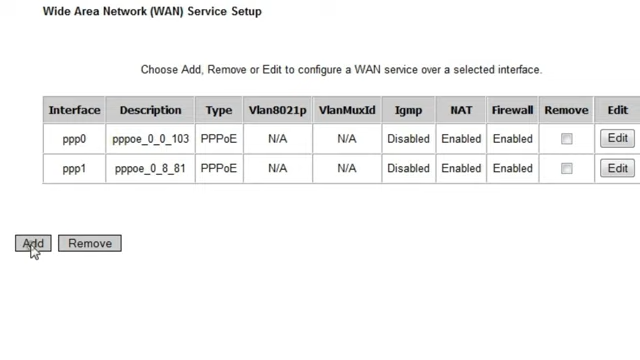 Wide Area Network (WAN) Service Setup
Choose Add, Remove or Edit to configure a WAN service over a selected interface.
Interface Description Type Vlan8021p VlanMuxId Igmp NAT Firewall Remove Edit
ppp0 pppoe_0_0_103 PPPoE N/A N/A Disabled Enabled Enabled Edit
ppp1 pppoe_0_8_81 PPPoE N/A N/A Disabled Enabled Enabled Edit
Add Remove